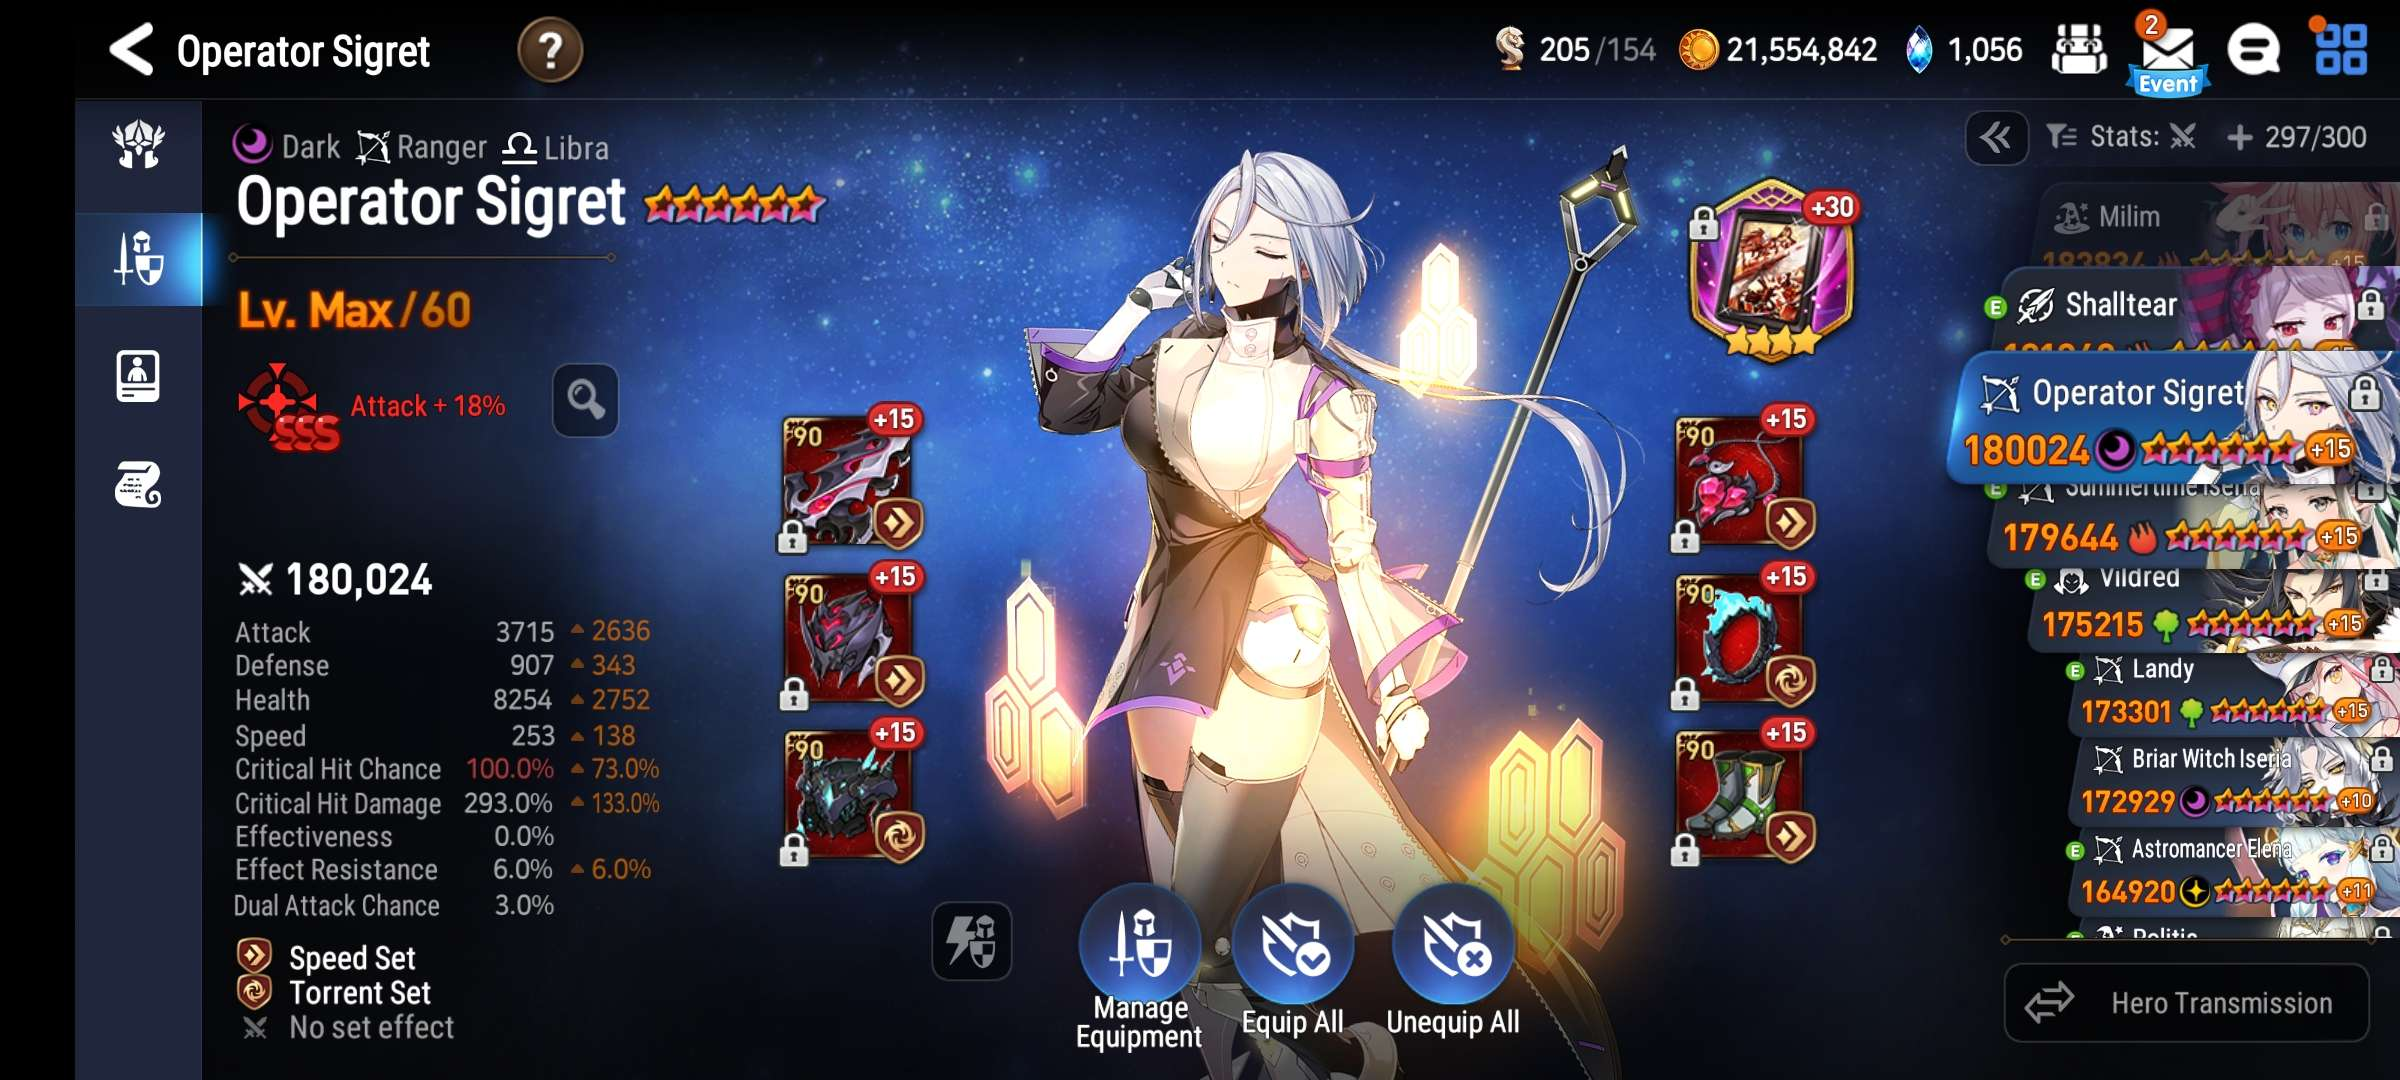 Operator Sigret
?
205/154
21,554,842
1,056
2
Event
Dark Ranger Libra
Operator Sigret
Lv. Max/60
SSS
Attack + 18%
180,024
Attack 3715 2636
Defense 907 343
Health 8254 2752
Speed 253 138
Critical Hit Chance 100.0% 73.0%
Critical Hit Damage 293.0% 133.0%
Effectiveness 0.0%
Effect Resistance 6.0% 6.0%
Dual Attack Chance 3.0%
Speed Set
Torrent Set
No set effect
90 +15
90 +15
90 +15
+30
90 +15
90 +15
90 +15
Manage Equipment
Equip All
Unequip All
Stats: + 297/300
Milim
183834 +15
E Shalltear
Operator Sigret
180024 +15
E Summertime Iseria
179644 +15
E Vildred
175215 +15
E Landy
173301 +15
Briar Witch Iseria
172929 +10
E Astromancer Elena
164920 +11
Politis
Hero Transmission